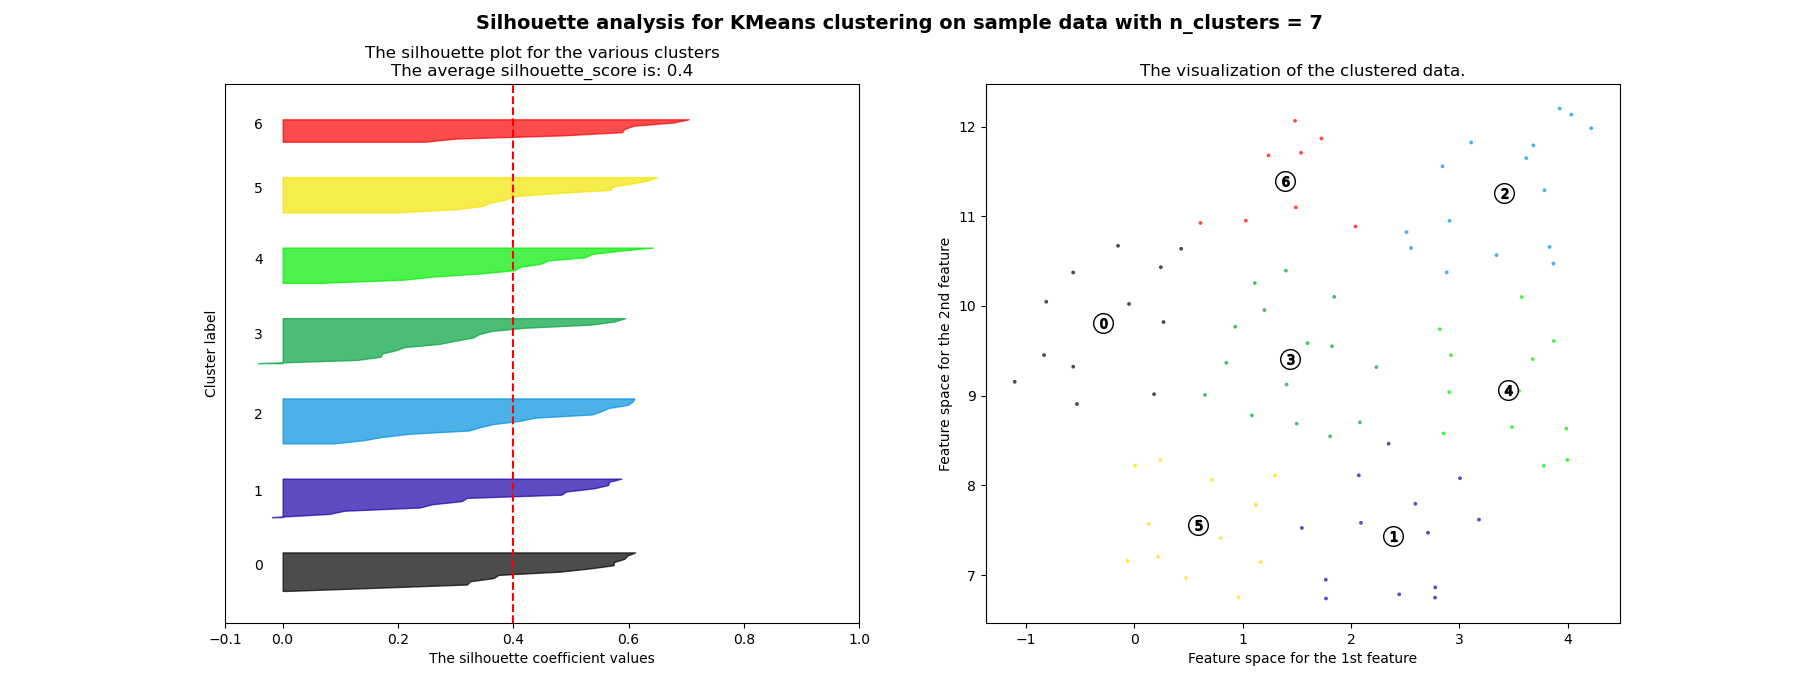 Silhouette analysis for KMeans clustering on sample data with n_clusters = 7
The silhouette plot for the various clusters
The average silhouette_score is: 0.4
6
5
4
3
2
1
0
Cluster label
−0.1 0.0 0.2 0.4 0.6 0.8 1.0
The silhouette coefficient values
The visualization of the clustered data.
12
11
10
9
8
7
Feature space for the 2nd feature
6
2
0
3
4
5
1
−1 0 1 2 3 4
Feature space for the 1st feature